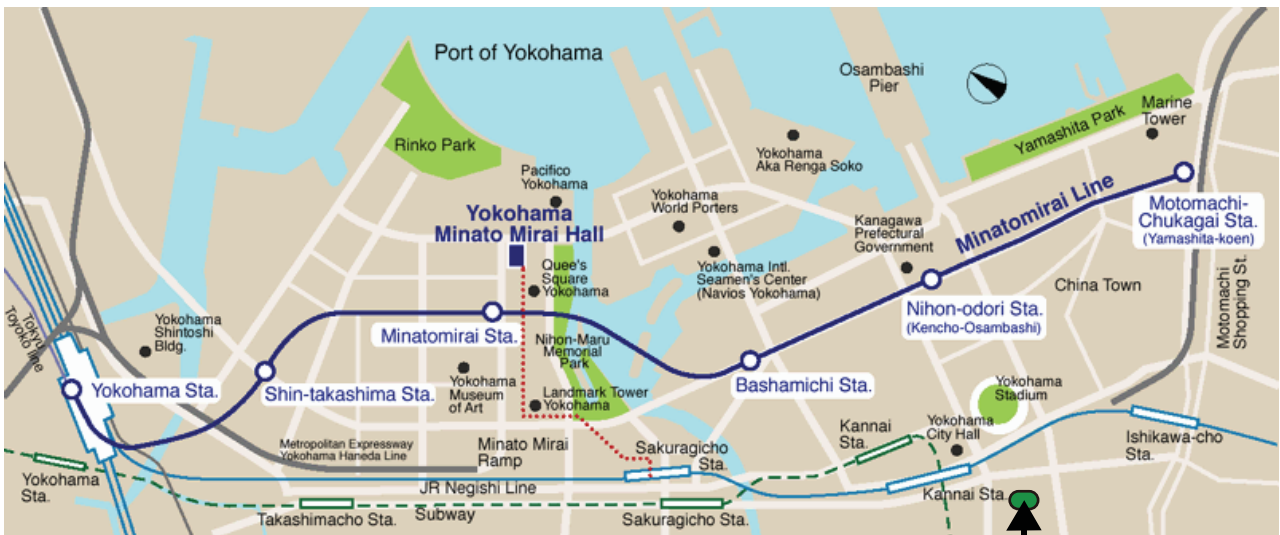 Port of Yokohama
Osambashi
Pier
Rinko Park
Yamashita Park
Marine
Tower
Yokohama
Aka Renga Soko
Pacifico
Yokohama
Yokohama
Minato Mirai Hall
Yokohama
World Porters
Minatomirai Line
Motomachi-
Chukagai Sta.
(Yamashita-koen)
Kanagawa
Prefectural
Government
Quee's
Square
Yokohama
Yokohama Intl.
Seamen's Center
(Navios Yokohama)
China Town
Motomachi
Shopping St.
Nihon-odori Sta.
(Kencho-Osambashi)
Tokyu
Toyoko line
Yokohama
Shintoshi
Bldg.
Minatomirai Sta.
Nihon-Maru
Memorial
Park
Bashamichi Sta.
Yokohama Sta.
Shin-takashima Sta.
Yokohama
Museum
of Art
Landmark Tower
Yokohama
Yokohama
Stadium
Yokohama
City Hall
Kannai
Sta.
Ishikawa-cho
Sta.
Metropolitan Expressway
Yokohama Haneda Line
Minato Mirai
Ramp
Sakuragicho
Sta.
Yokohama
Sta.
JR Negishi Line
Kannai Sta.
Takashimacho Sta.
Subway
Sakuragicho Sta.